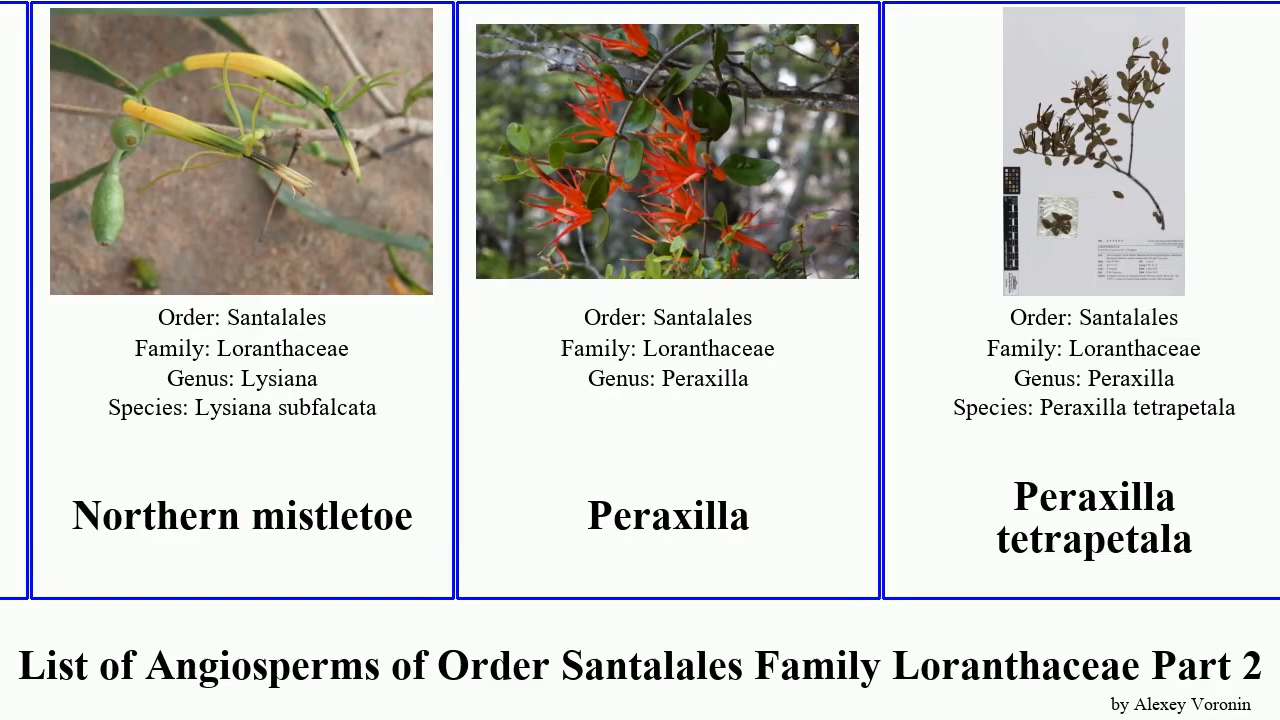 Order: Santalales
Family: Loranthaceae
Genus: Lysiana
Species: Lysiana subfalcata
Northern mistletoe
Order: Santalales
Family: Loranthaceae
Genus: Peraxilla
Peraxilla
Order: Santalales
Family: Loranthaceae
Genus: Peraxilla
Species: Peraxilla tetrapetala
Peraxilla
tetrapetala
List of Angiosperms of Order Santalales Family Loranthaceae Part 2
by Alexey Voronin